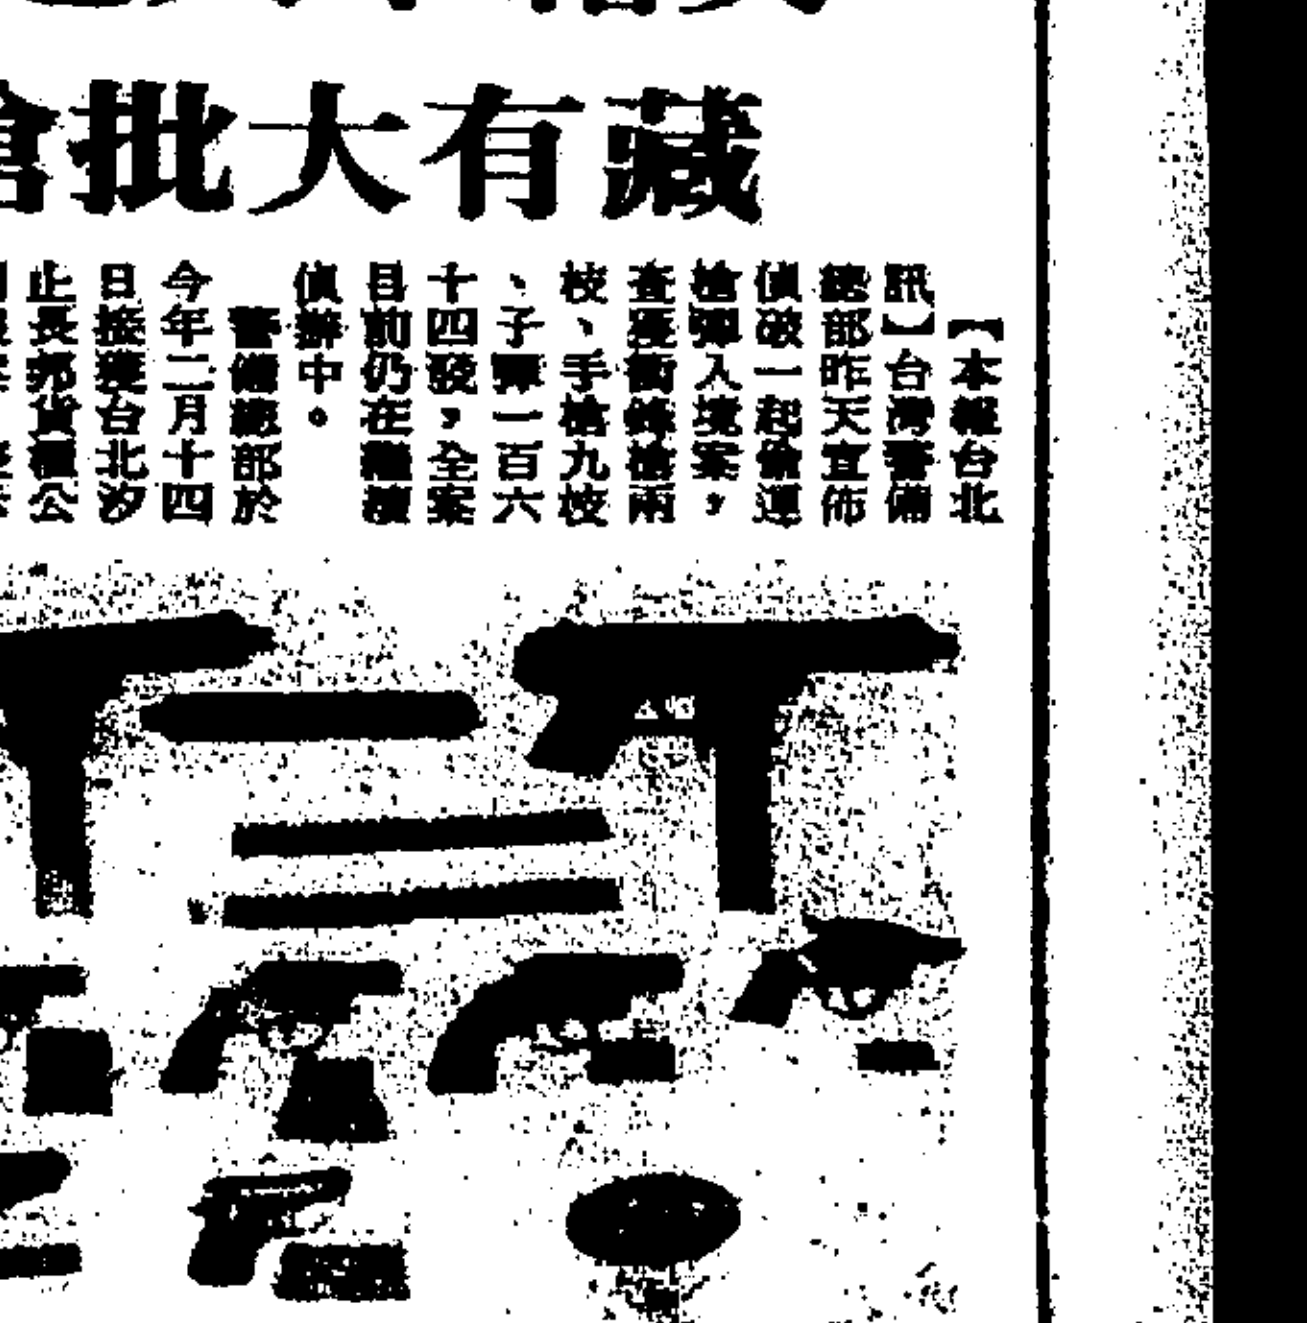 藏有大批槍
【本報台北
訊】台灣警備
總部昨天宣佈
偵破一起偷運
槍彈入境案，
查獲衝鋒槍兩
枝、手槍九枝
、子彈一百六
十四發，全案
目前仍在繼續
偵辦中。
警備總部於
今年二月十四
日接獲台北汐
止長邦貨櫃公